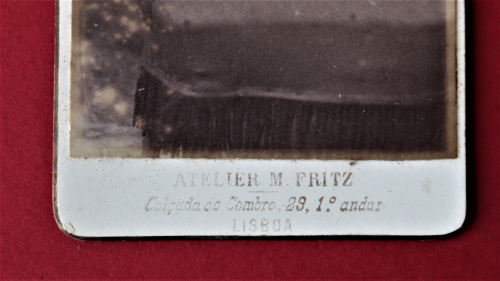 ATELIER M. FRITZ
Calçada do Combro, 29, 1.º andar
LISBOA